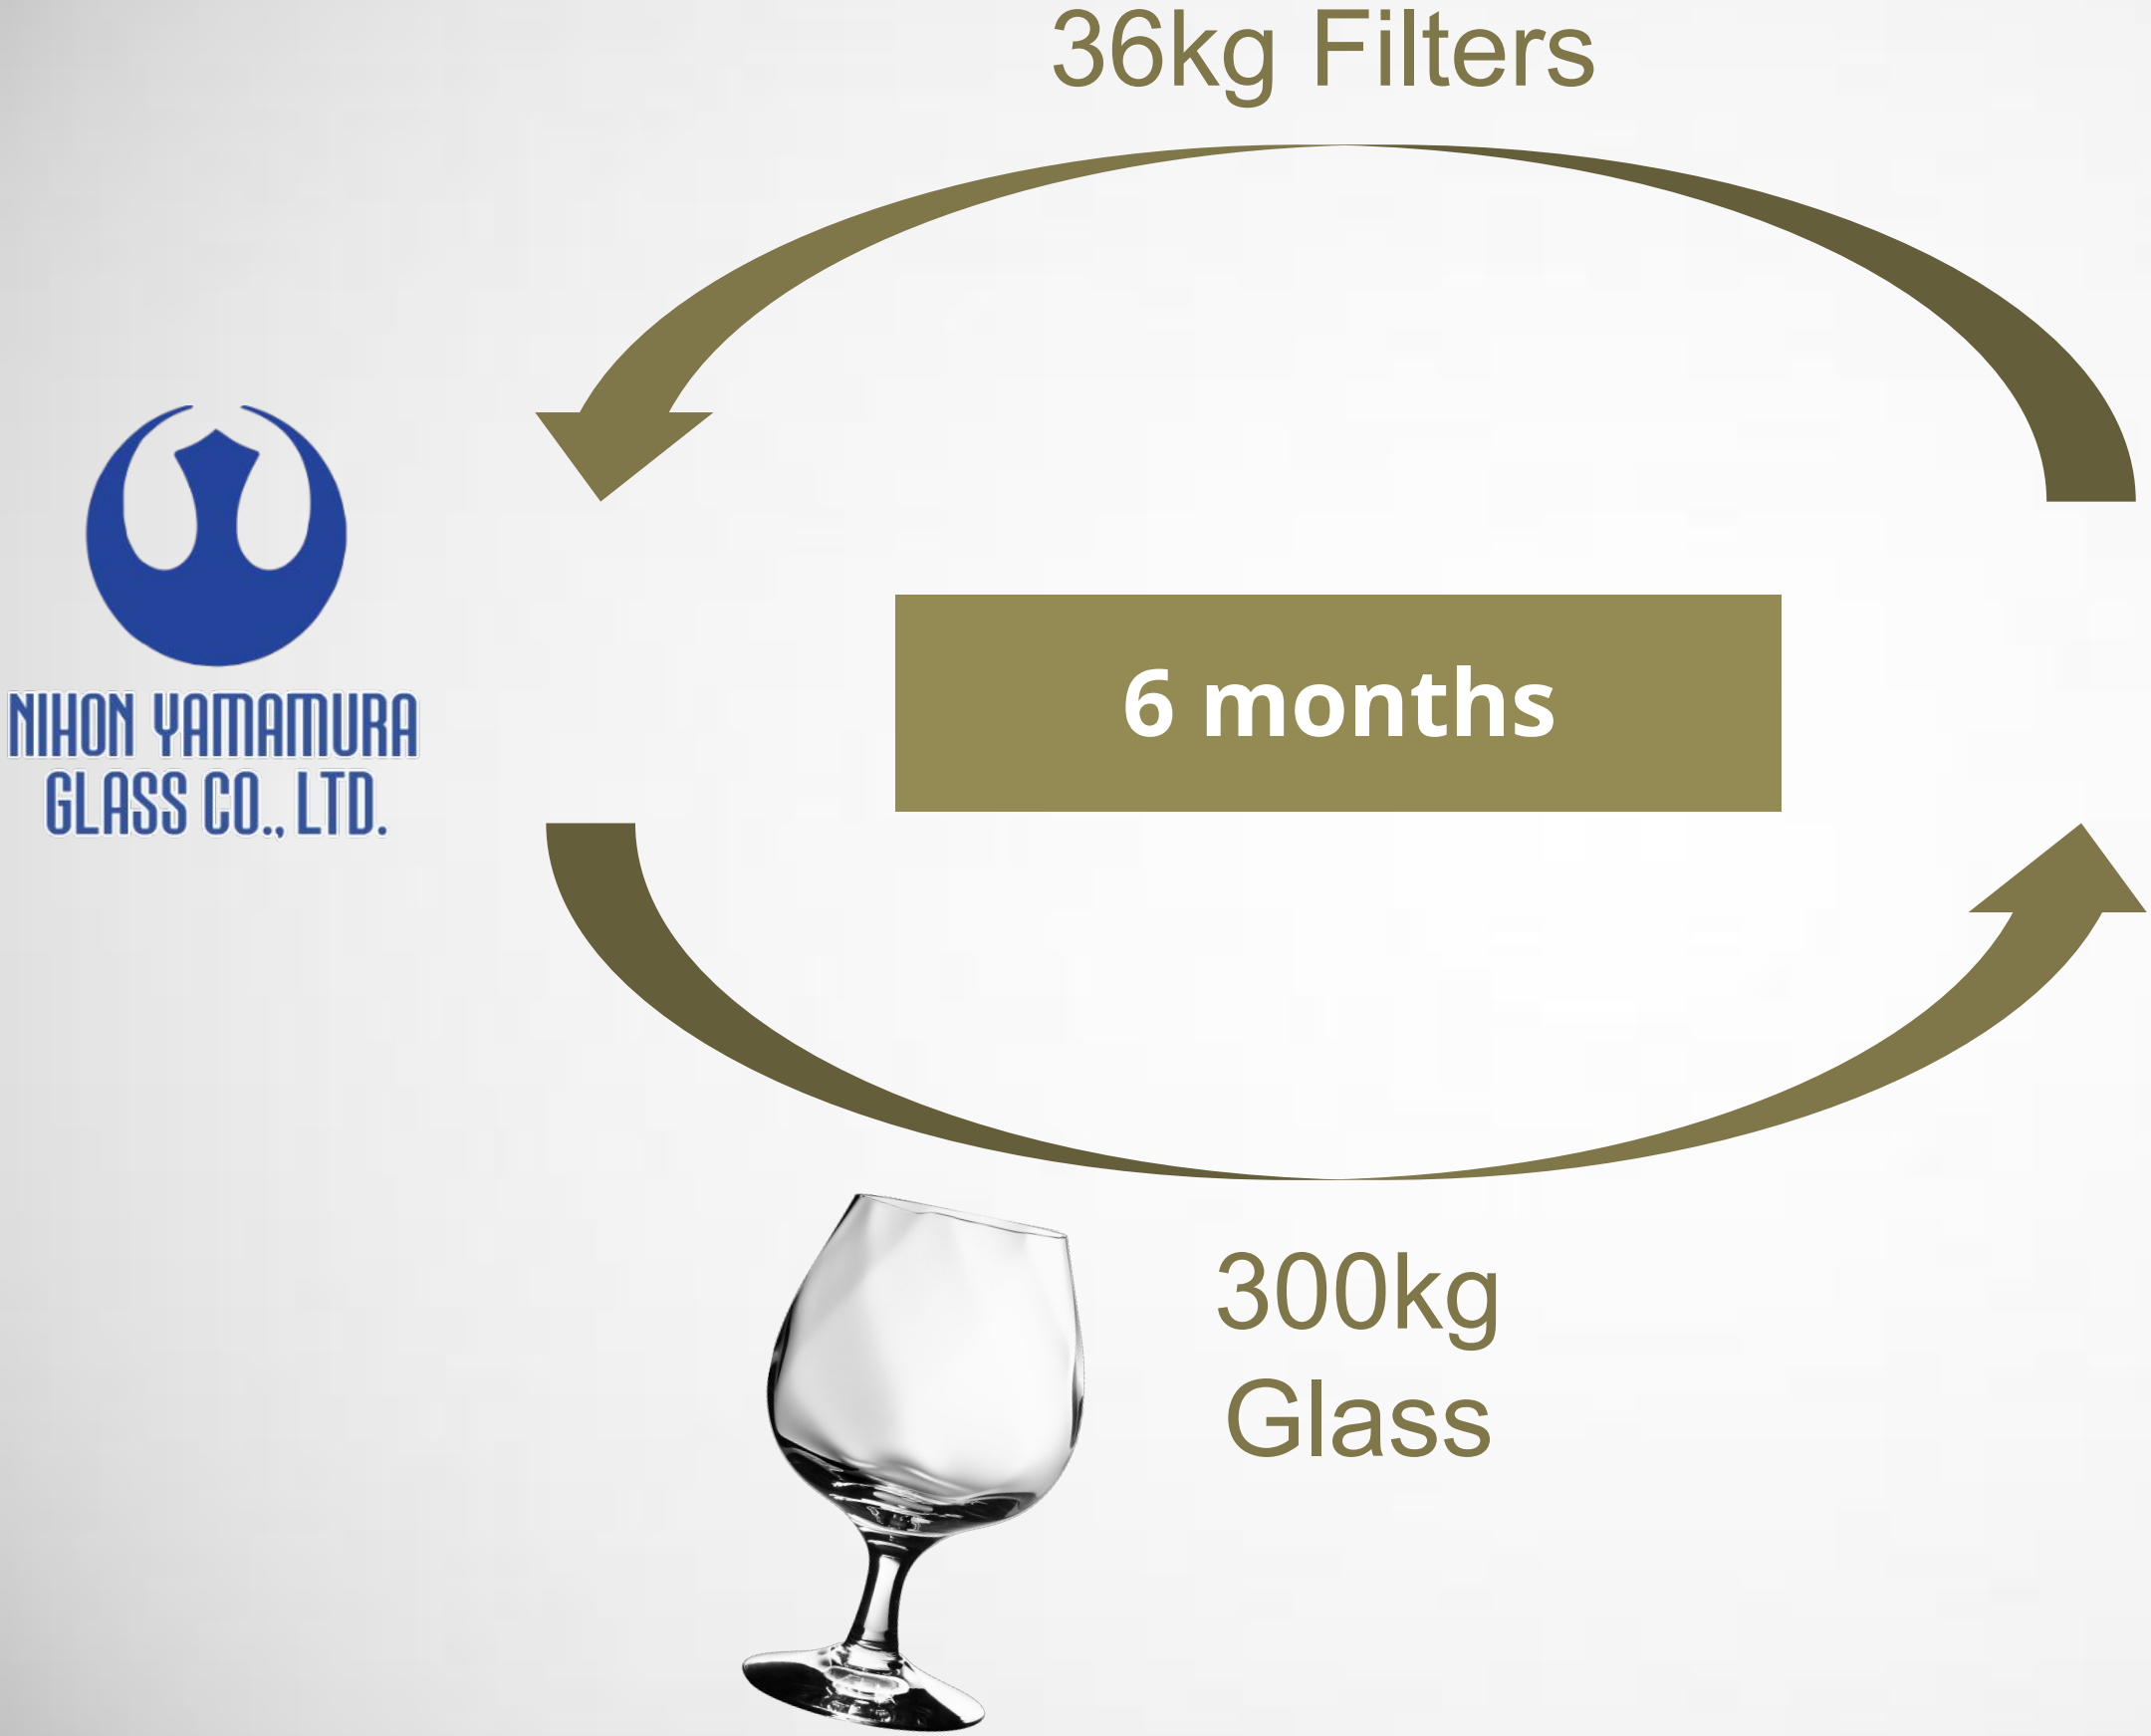 36kg Filters
NIHON YAMAMURA
GLASS CO., LTD.
6 months
300kg
Glass